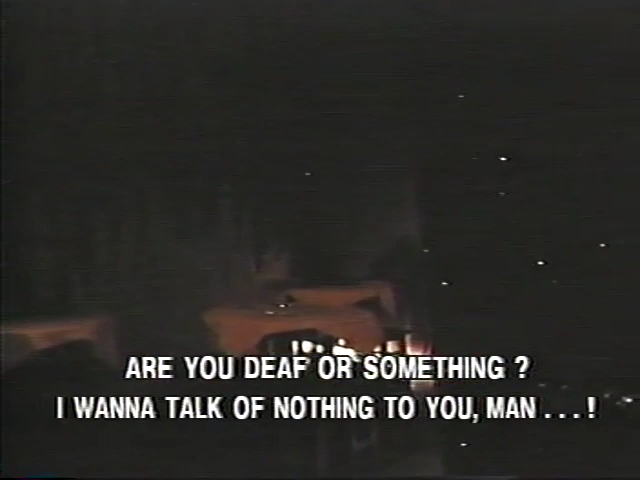 ARE YOU DEAF OR SOMETHING ?
I WANNA TALK OF NOTHING TO YOU, MAN . . . !